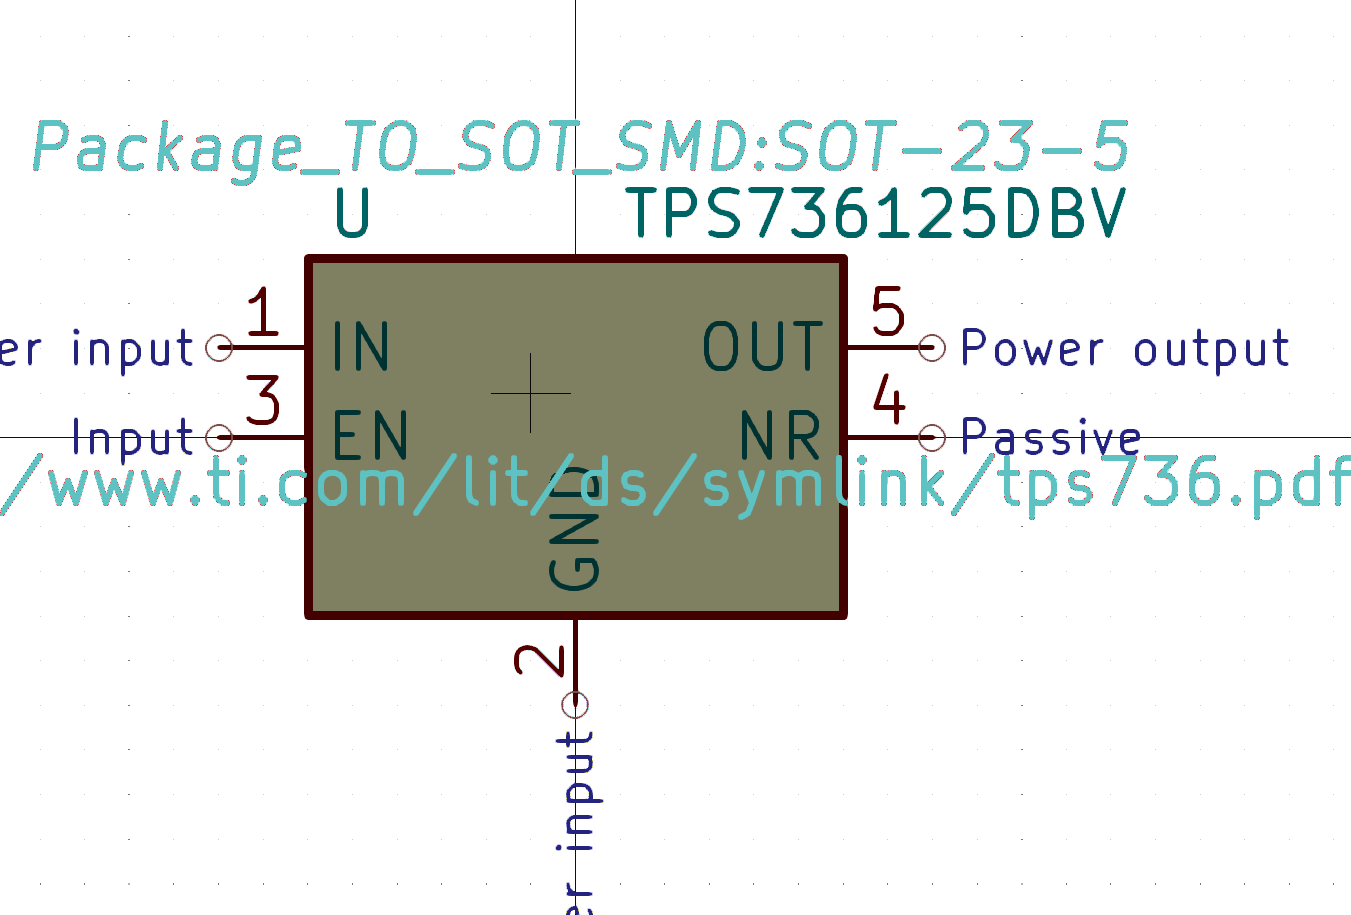 Package_TO_SOT_SMD:SOT-23-5
U TPS736125DBV
1 5
er input IN OUT Power output
3 4
Input EN NR Passive
/www.ti.com/lit/ds/symlink/tps736.pdf
GND
2
er input